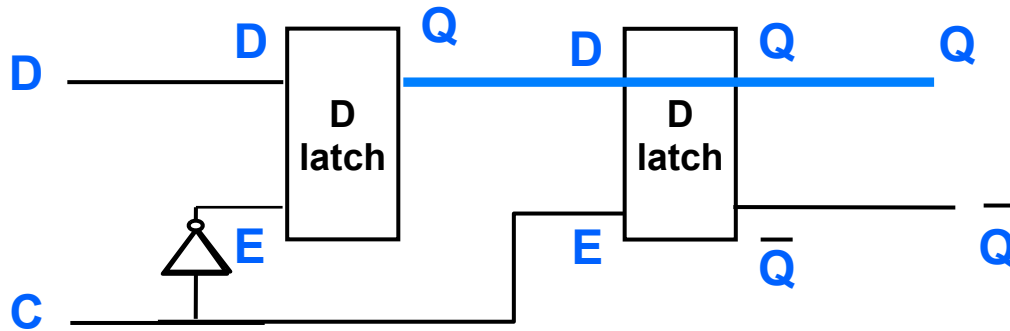 D Q D Q Q
D
D D
latch latch
E E Q̅ Q̅
C